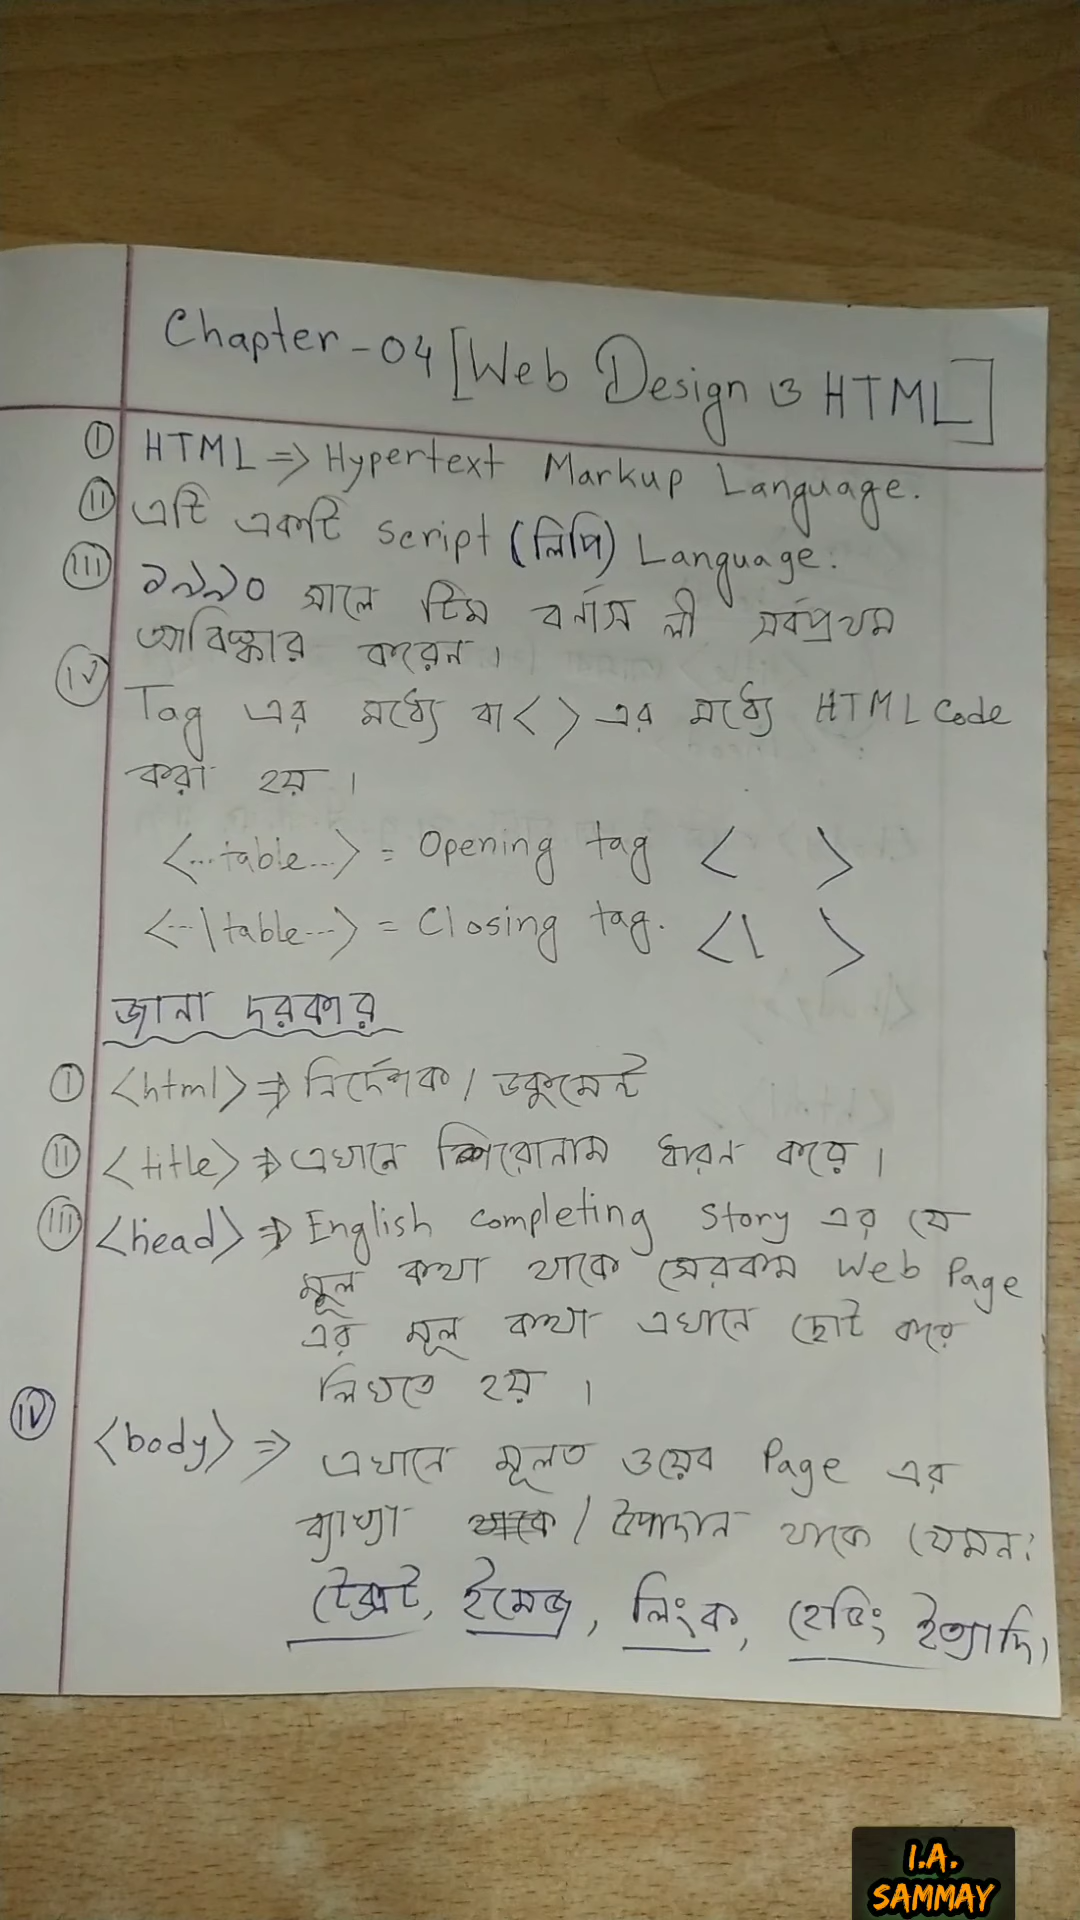 Chapter-04 [Web Design ও HTML]
(i) HTML => Hypertext Markup Language.
(ii) এটি একটি Script (লিপি) Language.
(iii) ১৯৯০ সালে টিম বর্নাস লী সর্বপ্রথম
আবিষ্কার করেন।
(iv) Tag এর মধ্যে বা < > এর মধ্যে HTML Code
করা হয়।
<...table...> = Opening tag < >
<...\table...> = Closing tag. <\ >
জানা দরকার
(i) <html> => নির্দেশক / ডকুমেন্ট
(ii) <title> => এখানে শিরোনাম ধারন করে।
(iii) <head> => English Completing Story এর যে
মূল কথা থাকে সেরকম Web Page
এর মূল কথা এখানে ছোট করে
লিখতে হয়।
(iv) <body> => এখানে মূলত ওয়েব Page এর
ব্যাখ্যা থাকে / উপাদান থাকে যেমন:
টেক্সট, ইমেজ, লিংক, হেডিং ইত্যাদি।
I.A.
SAMMAY